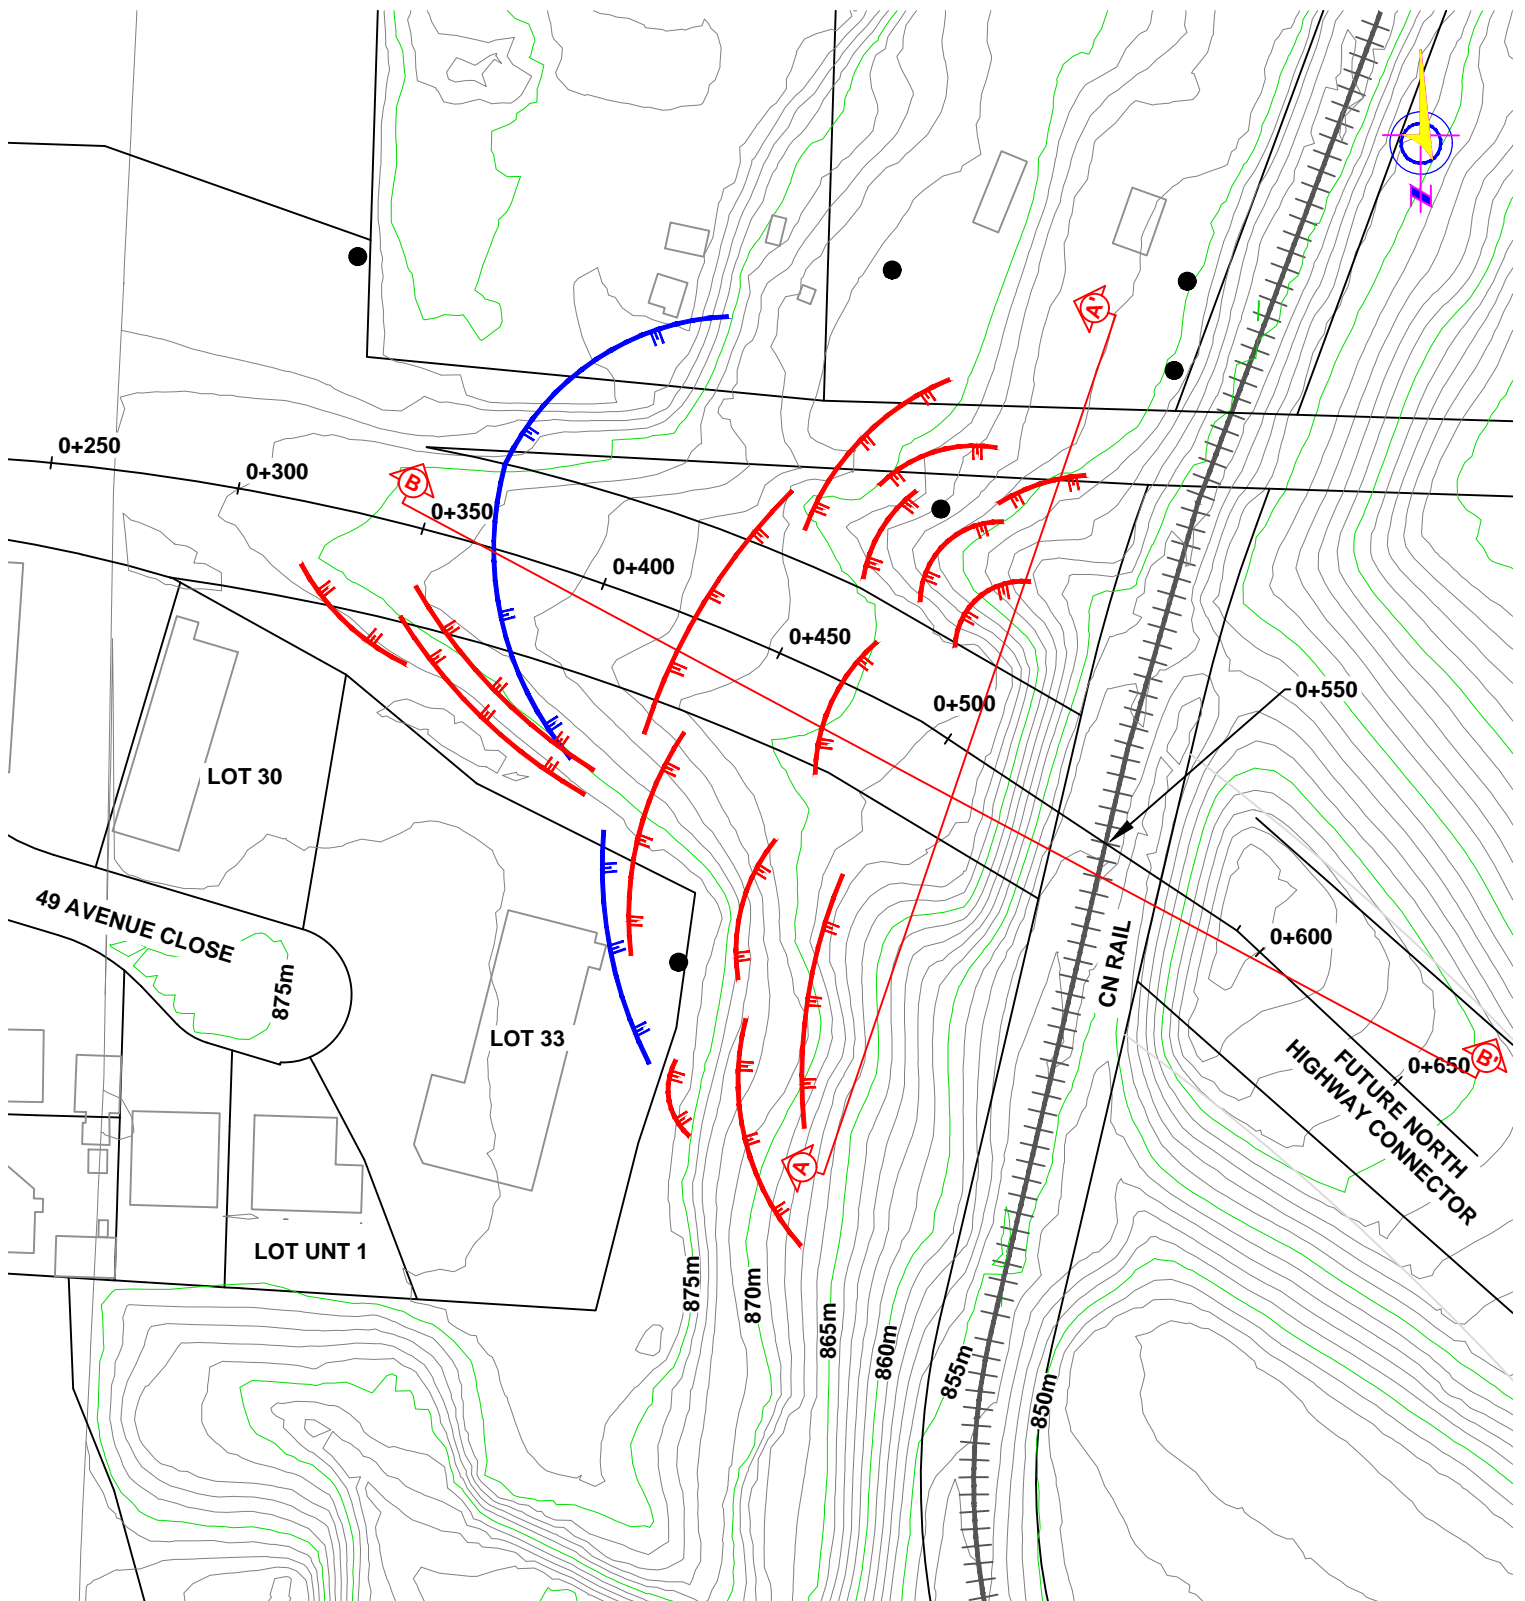 N
A'
0+250
0+300
B
0+350
0+400
0+450
0+500
0+550
LOT 30
49 AVENUE CLOSE
875m
LOT 33
CN RAIL
0+600
0+650
B'
FUTURE NORTH
HIGHWAY CONNECTOR
A
LOT UNT 1
875m
870m
865m
860m
855m
850m